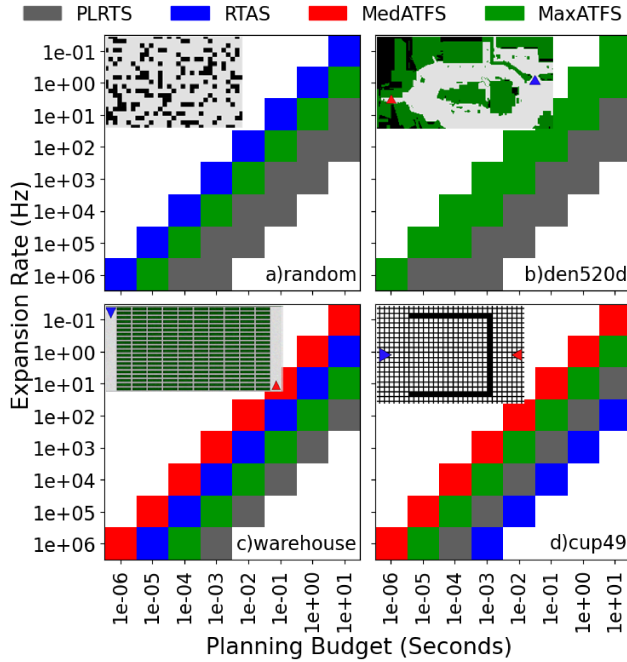 PLRTS RTAS MedATFS MaxATFS
Expansion Rate (Hz)
1e-01
1e+00
1e+01
1e+02
1e+03
1e+04
1e+05
1e+06
a)random
b)den520d
1e-01
1e+00
1e+01
1e+02
1e+03
1e+04
1e+05
1e+06
c)warehouse
d)cup49
1e-06 1e-05 1e-04 1e-03 1e-02 1e-01 1e+00 1e+01
1e-06 1e-05 1e-04 1e-03 1e-02 1e-01 1e+00 1e+01
Planning Budget (Seconds)